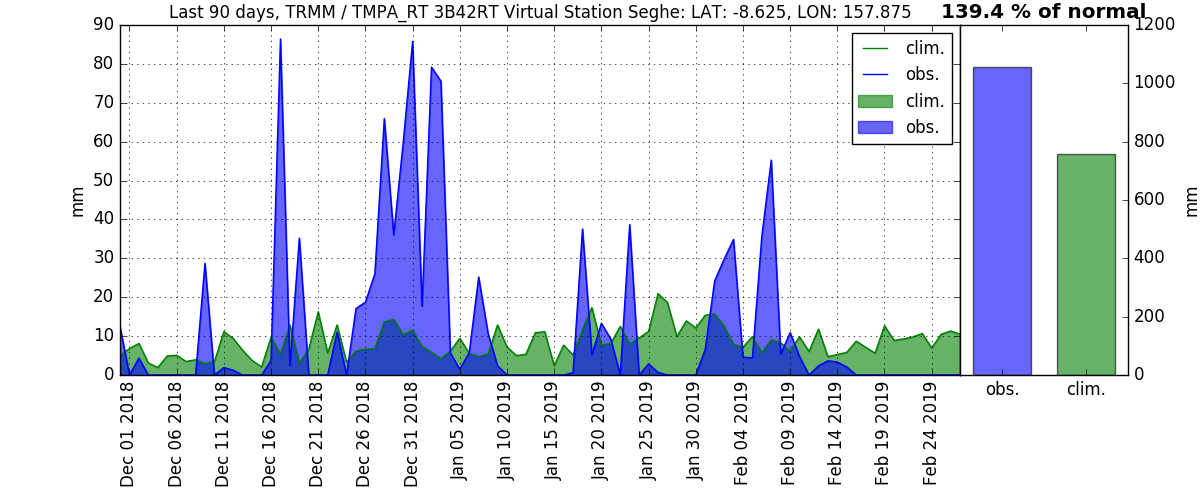 Last 90 days, TRMM / TMPA_RT 3B42RT Virtual Station Seghe: LAT: -8.625, LON: 157.875
139.4 % of normal
90
80
70
60
50
40
30
20
10
0
mm
clim.
obs.
clim.
obs.
Dec 01 2018
Dec 06 2018
Dec 11 2018
Dec 16 2018
Dec 21 2018
Dec 26 2018
Dec 31 2018
Jan 05 2019
Jan 10 2019
Jan 15 2019
Jan 20 2019
Jan 25 2019
Jan 30 2019
Feb 04 2019
Feb 09 2019
Feb 14 2019
Feb 19 2019
Feb 24 2019
1200
1000
800
600
400
200
0
mm
obs.
clim.